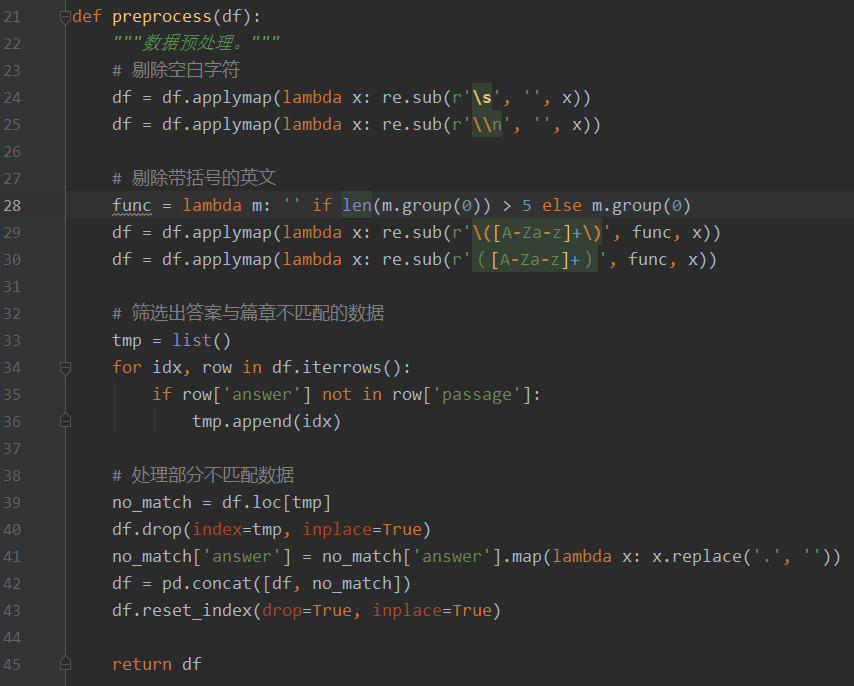 21 def preprocess(df):
22     """数据预处理。"""
23     # 剔除空白字符
24     df = df.applymap(lambda x: re.sub(r'\s', '', x))
25     df = df.applymap(lambda x: re.sub(r'\\n', '', x))
26
27     # 剔除带括号的英文
28     func = lambda m: '' if len(m.group(0)) > 5 else m.group(0)
29     df = df.applymap(lambda x: re.sub(r'\([A-Za-z]+\)', func, x))
30     df = df.applymap(lambda x: re.sub(r'（[A-Za-z]+）', func, x))
31
32     # 筛选出答案与篇章不匹配的数据
33     tmp = list()
34     for idx, row in df.iterrows():
35         if row['answer'] not in row['passage']:
36             tmp.append(idx)
37
38     # 处理部分不匹配数据
39     no_match = df.loc[tmp]
40     df.drop(index=tmp, inplace=True)
41     no_match['answer'] = no_match['answer'].map(lambda x: x.replace('.', ''))
42     df = pd.concat([df, no_match])
43     df.reset_index(drop=True, inplace=True)
44
45     return df